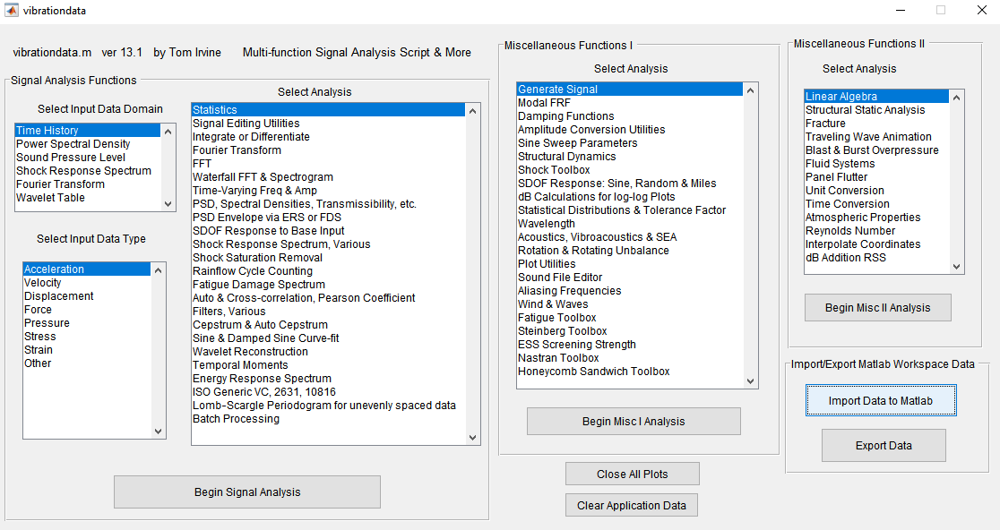 vibrationdata
vibrationdata.m ver 13.1 by Tom Irvine Multi-function Signal Analysis Script & More
Signal Analysis Functions
Select Input Data Domain
Time History
Power Spectral Density
Sound Pressure Level
Shock Response Spectrum
Fourier Transform
Wavelet Table
Select Input Data Type
Acceleration
Velocity
Displacement
Force
Pressure
Stress
Strain
Other
Select Analysis
Statistics
Signal Editing Utilities
Integrate or Differentiate
Fourier Transform
FFT
Waterfall FFT & Spectrogram
Time-Varying Freq & Amp
PSD, Spectral Densities, Transmissibility, etc.
PSD Envelope via ERS or FDS
SDOF Response to Base Input
Shock Response Spectrum, Various
Shock Saturation Removal
Rainflow Cycle Counting
Fatigue Damage Spectrum
Auto & Cross-correlation, Pearson Coefficient
Filters, Various
Cepstrum & Auto Cepstrum
Sine & Damped Sine Curve-fit
Wavelet Reconstruction
Temporal Moments
Energy Response Spectrum
ISO Generic VC, 2631, 10816
Lomb-Scargle Periodogram for unevenly spaced data
Batch Processing
Begin Signal Analysis
Miscellaneous Functions I
Select Analysis
Generate Signal
Modal FRF
Damping Functions
Amplitude Conversion Utilities
Sine Sweep Parameters
Structural Dynamics
Shock Toolbox
SDOF Response: Sine, Random & Miles
dB Calculations for log-log Plots
Statistical Distributions & Tolerance Factor
Wavelength
Acoustics, Vibroacoustics & SEA
Rotation & Rotating Unbalance
Plot Utilities
Sound File Editor
Aliasing Frequencies
Wind & Waves
Fatigue Toolbox
Steinberg Toolbox
ESS Screening Strength
Nastran Toolbox
Honeycomb Sandwich Toolbox
Begin Misc I Analysis
Close All Plots
Clear Application Data
Miscellaneous Functions II
Select Analysis
Linear Algebra
Structural Static Analysis
Fracture
Traveling Wave Animation
Blast & Burst Overpressure
Fluid Systems
Panel Flutter
Unit Conversion
Time Conversion
Atmospheric Properties
Reynolds Number
Interpolate Coordinates
dB Addition RSS
Begin Misc II Analysis
Import/Export Matlab Workspace Data
Import Data to Matlab
Export Data